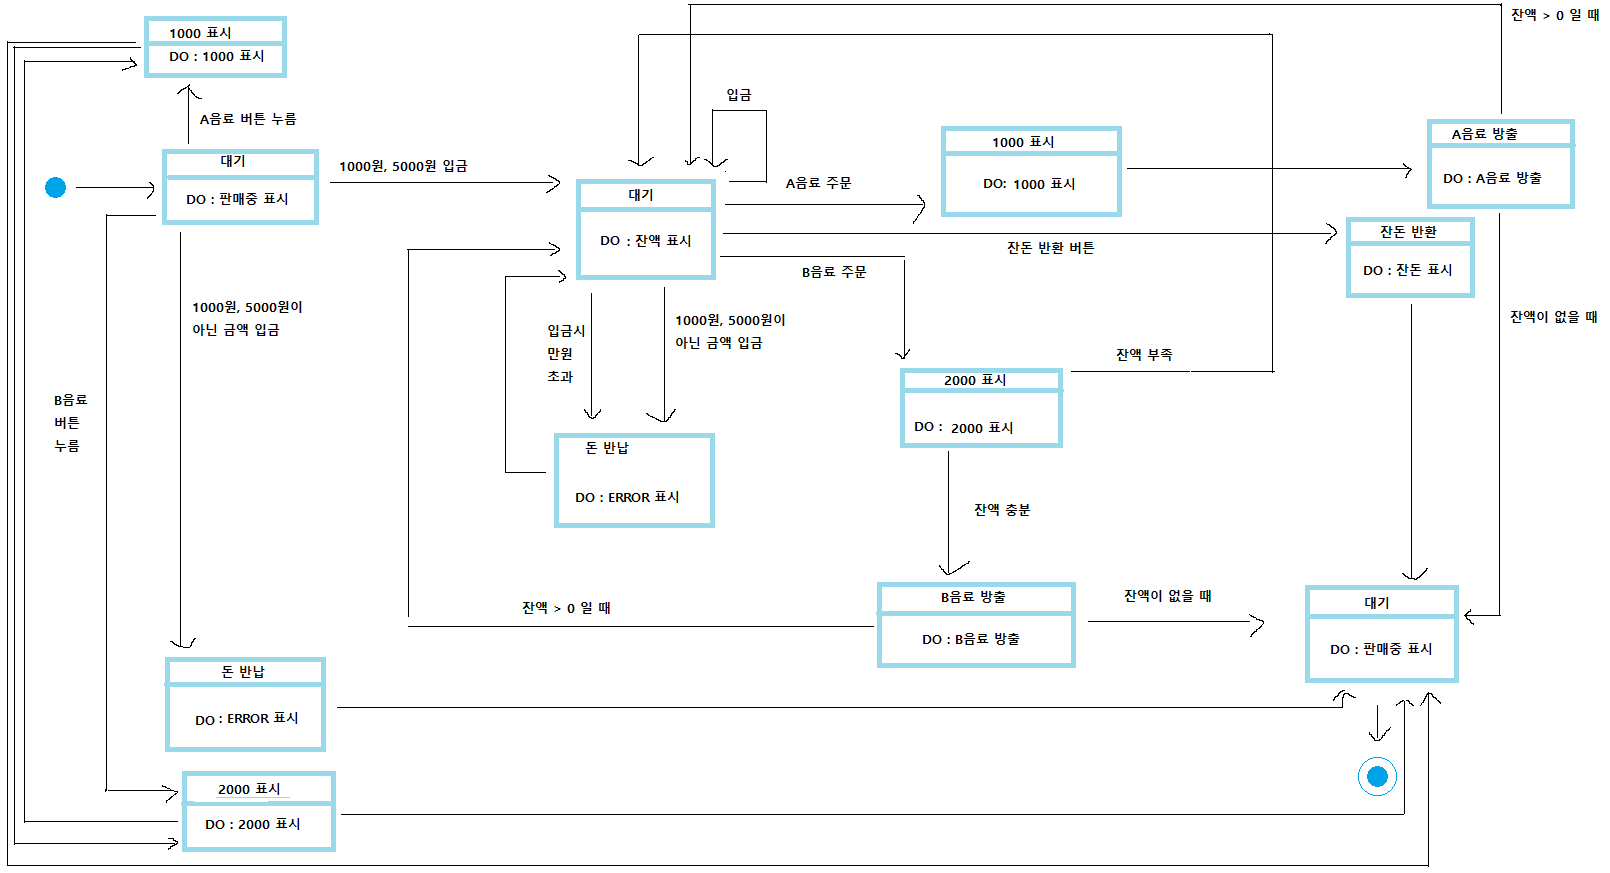 1000 표시
DO : 1000 표시
A음료 버튼 누름
대기
DO : 판매중 표시
1000원, 5000원 입금
1000원, 5000원이
아닌 금액 입금
B음료
버튼
누름
돈 반납
DO : ERROR 표시
2000 표시
DO : 2000 표시
입금
대기
DO : 잔액 표시
A음료 주문
잔돈 반환 버튼
B음료 주문
입금시
만원
초과
1000원, 5000원이
아닌 금액 입금
돈 반납
DO : ERROR 표시
1000 표시
DO: 1000 표시
잔액 > 0 일 때
A음료 방출
DO : A음료 방출
잔돈 반환
DO : 잔돈 표시
잔액이 없을 때
잔액 부족
2000 표시
DO : 2000 표시
잔액 충분
B음료 방출
DO : B음료 방출
잔액 > 0 일 때
잔액이 없을 때
대기
DO : 판매중 표시